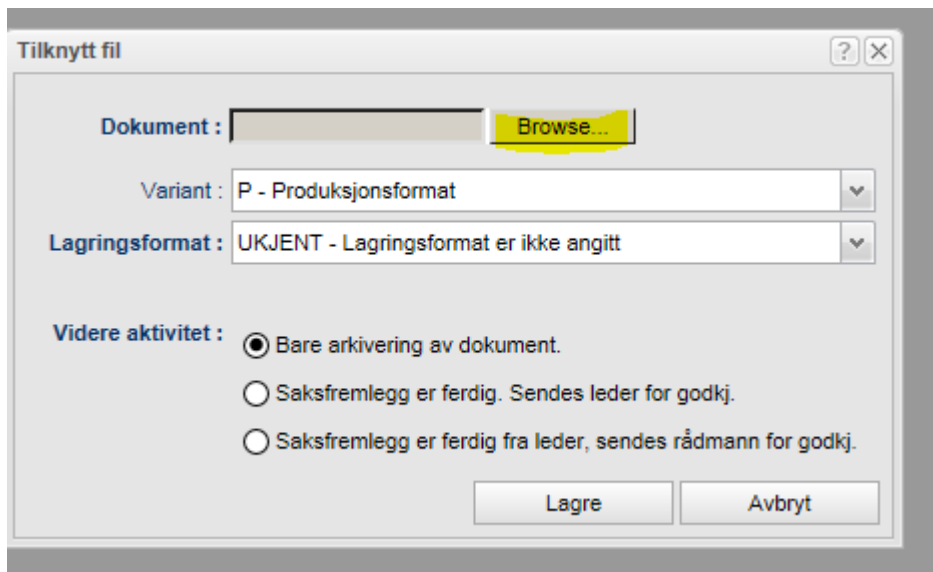 Tilknytt fil ?
Dokument : Browse...
Variant : P - Produksjonsformat
Lagringsformat : UKJENT - Lagringsformat er ikke angitt
Videre aktivitet : Bare arkivering av dokument.
Saksfremlegg er ferdig. Sendes leder for godkj.
Saksfremlegg er ferdig fra leder, sendes rådmann for godkj.
Lagre Avbryt